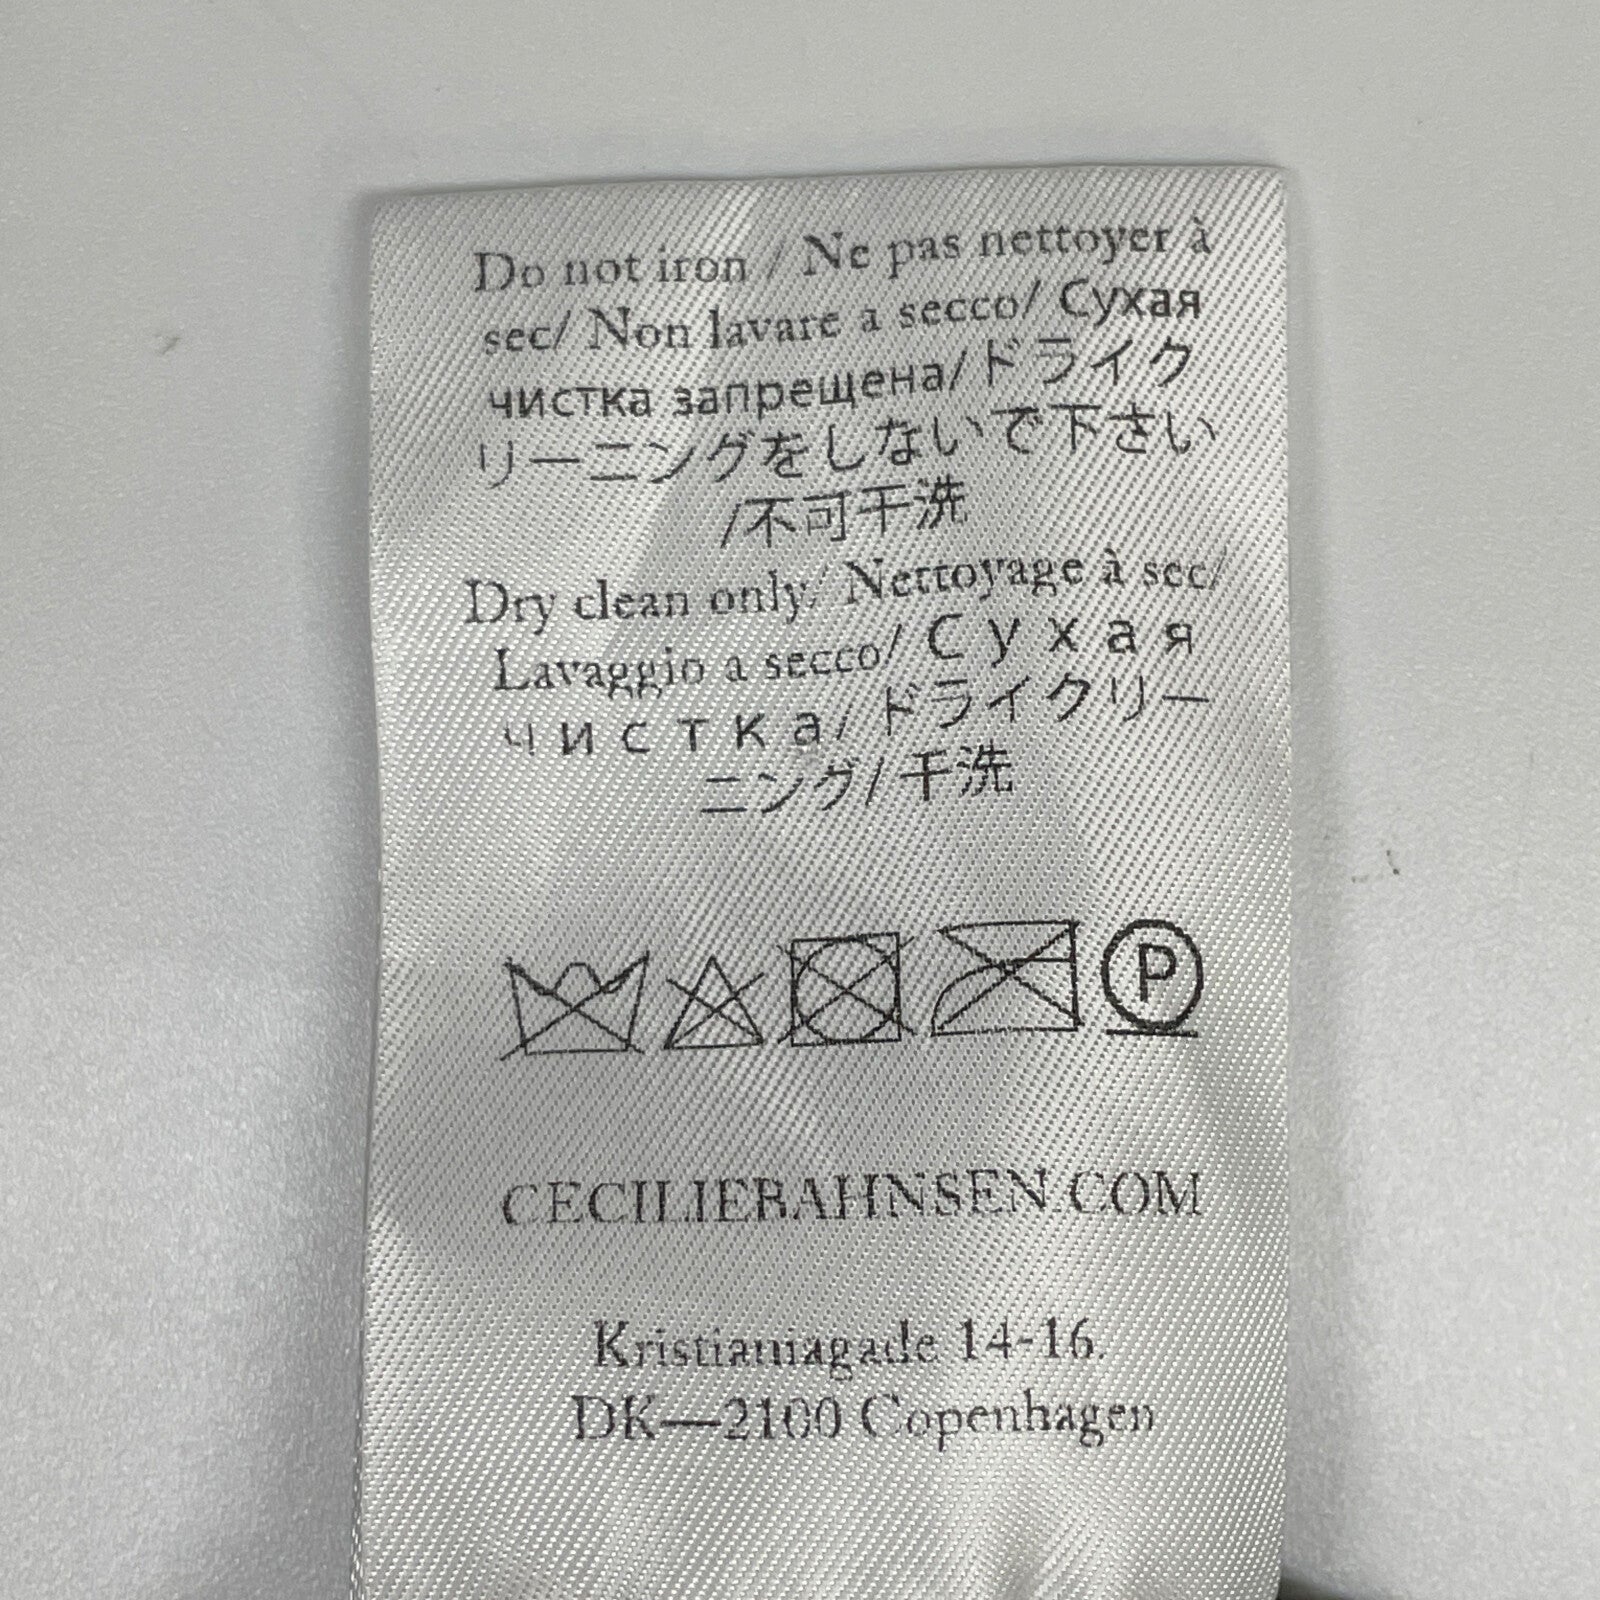 Do not iron / Ne pas nettoyer à
sec/ Non lavare a secco/ Сухая
чистка запрещена/ ドライク
リーニングをしないで下さい
/不可干洗
Dry clean only/ Nettoyage à sec/
Lavaggio a secco/ Сухая
чистка/ ドライクリー
ニング/干洗
P
CECILIEBAHNSEN.COM
Kristianiagade 14-16.
DK—2100 Copenhagen